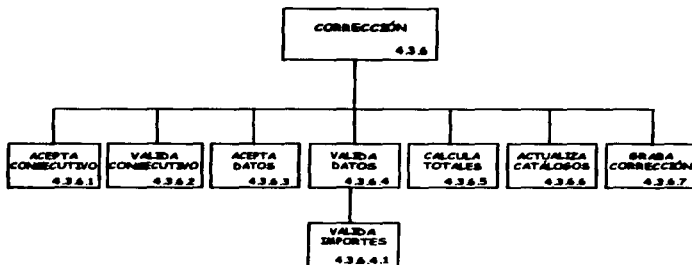 CORRECCIÓN
4.3.6
ACEPTA
CONSECUTIVO
4.3.6.1
VALIDA
CONSECUTIVO
4.3.6.2
ACEPTA
DATOS
4.3.6.3
VALIDA
DATOS
4.3.6.4
CALCULA
TOTALES
4.3.6.5
ACTUALIZA
CATÁLOGOS
4.3.6.6
GRABA
CORRECCIÓN
4.3.6.7
VALIDA
IMPORTES
4.3.6.4.1